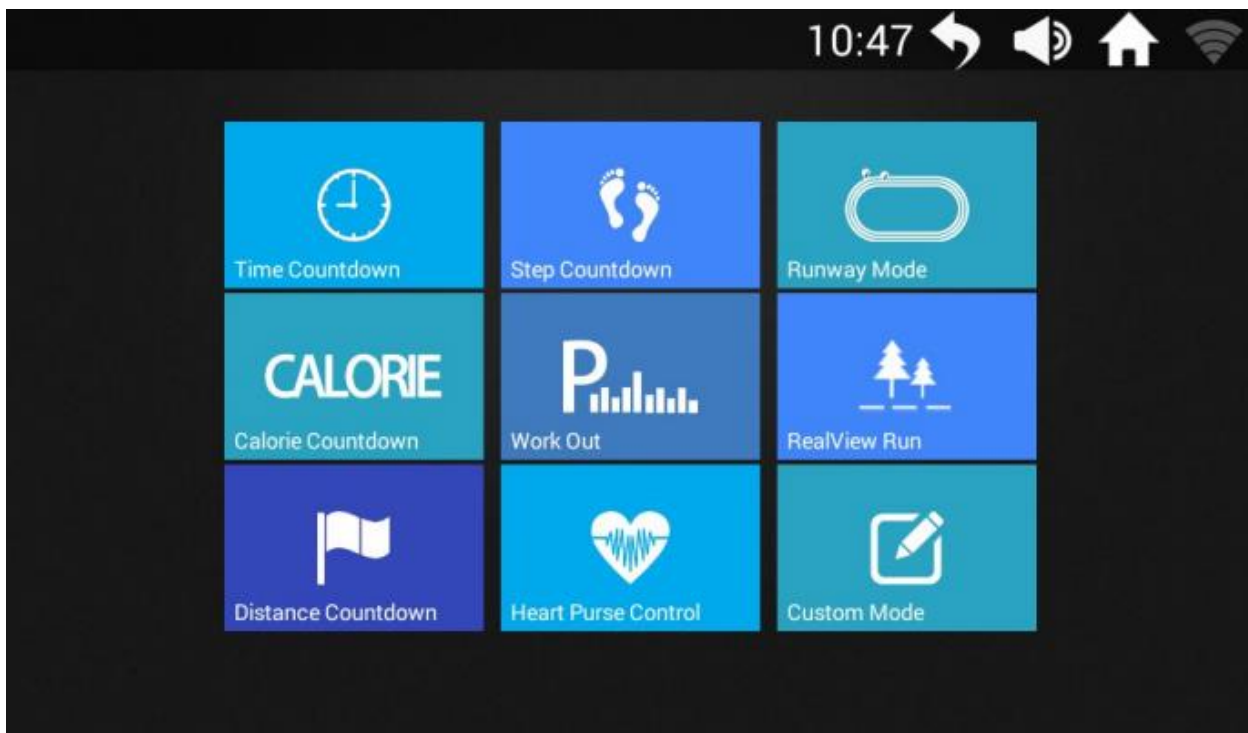 10:47
Time Countdown
Step Countdown
Runway Mode
CALORIE
Calorie Countdown
P
Work Out
RealView Run
Distance Countdown
Heart Purse Control
Custom Mode